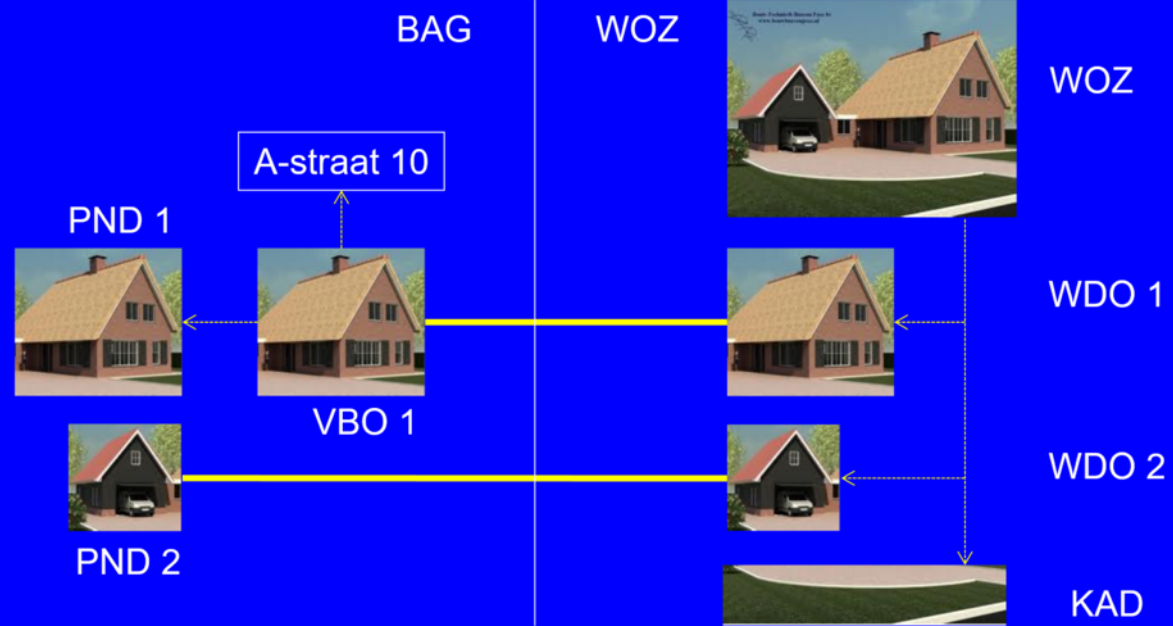 BAG
WOZ
WOZ
A-straat 10
PND 1
WDO 1
VBO 1
WDO 2
PND 2
KAD